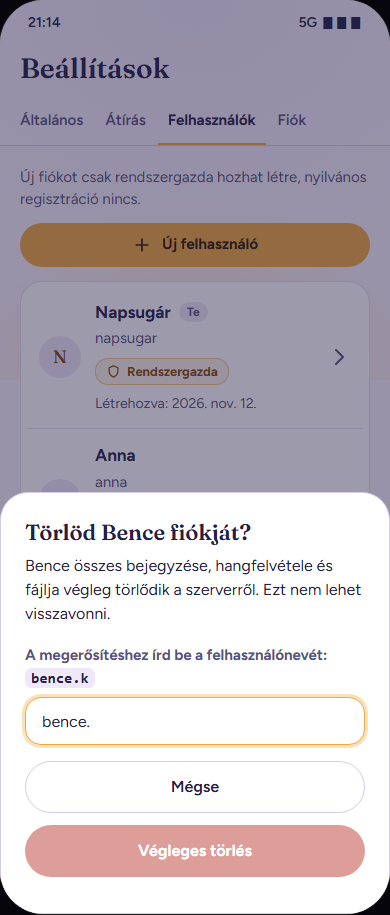 21:14
5G
Beállítások
Általános Átírás Felhasználók Fiók
Új fiókot csak rendszergazda hozhat létre, nyilvános
regisztráció nincs.
+ Új felhasználó
N
Napsugár Te
napsugar
Rendszergazda
Létrehozva: 2026. nov. 12.
Anna
anna
Törlöd Bence fiókját?
Bence összes bejegyzése, hangfelvétele és
fájlja végleg törlődik a szerverről. Ezt nem lehet
visszavonni.
A megerősítéshez írd be a felhasználónevét:
bence.k
bence.
Mégse
Végleges törlés